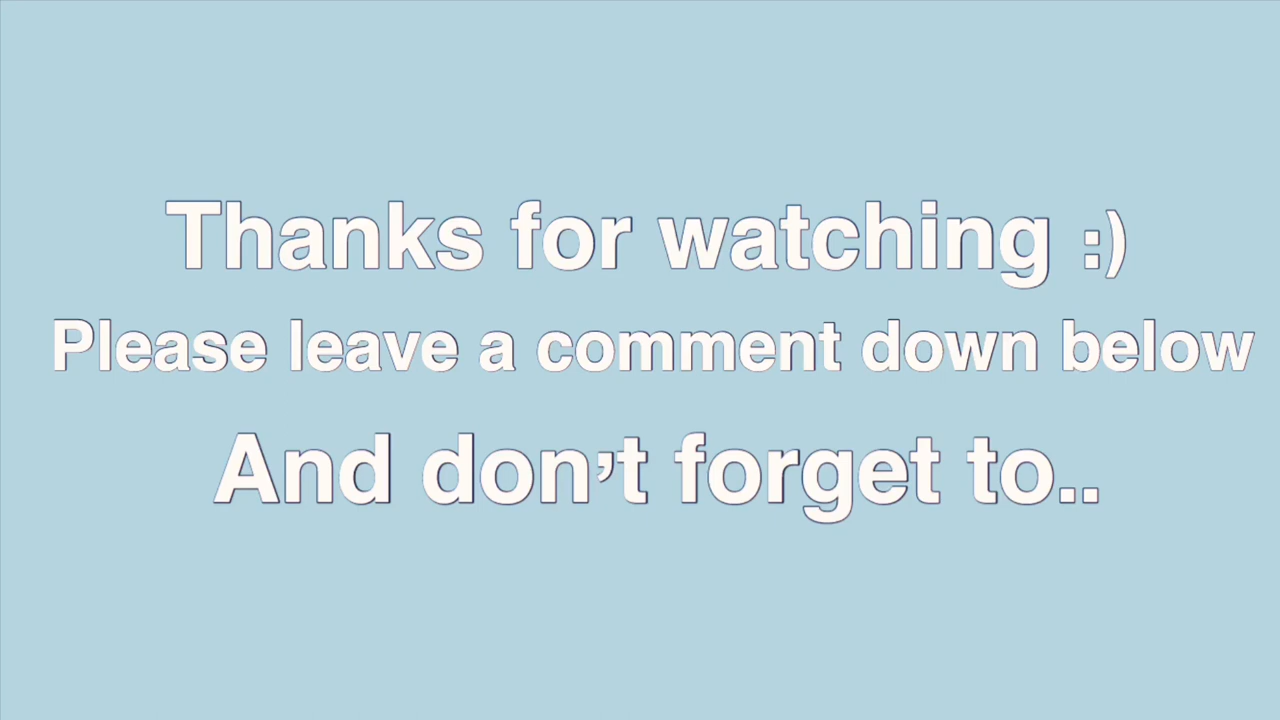 Thanks for watching :)
Please leave a comment down below
And don't forget to..